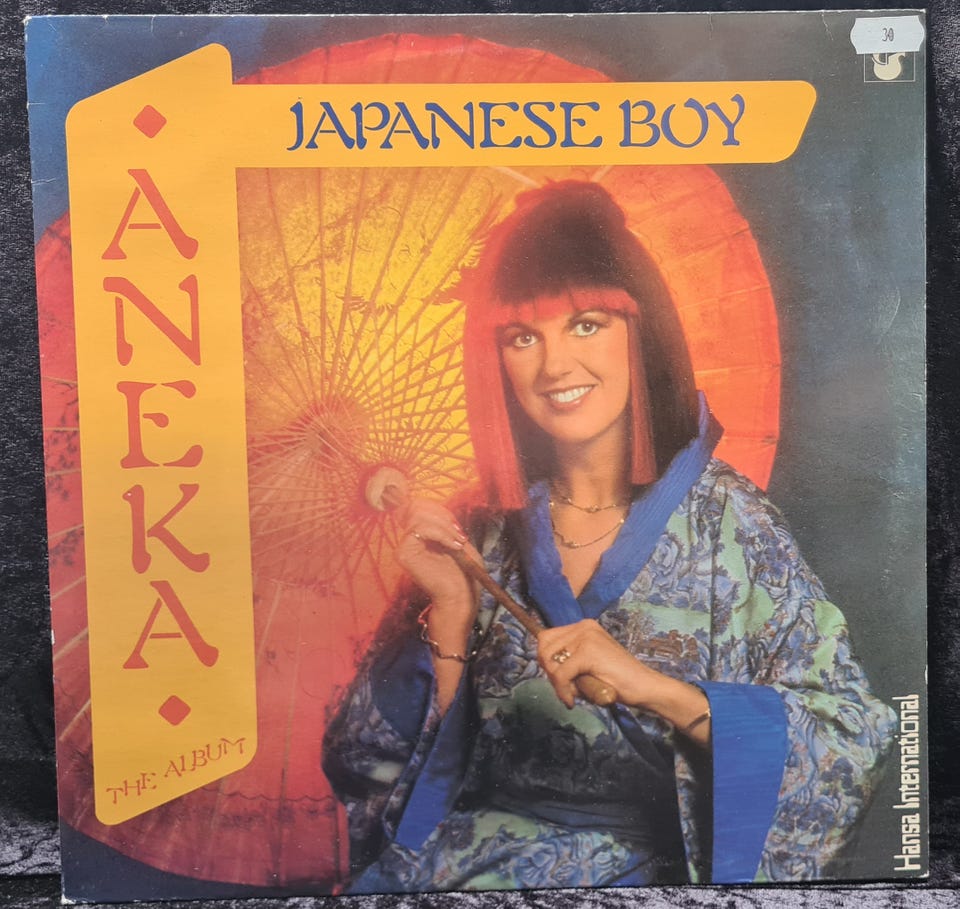 30
JAPANESE BOY
ANEKA
THE ALBUM
Hansa International